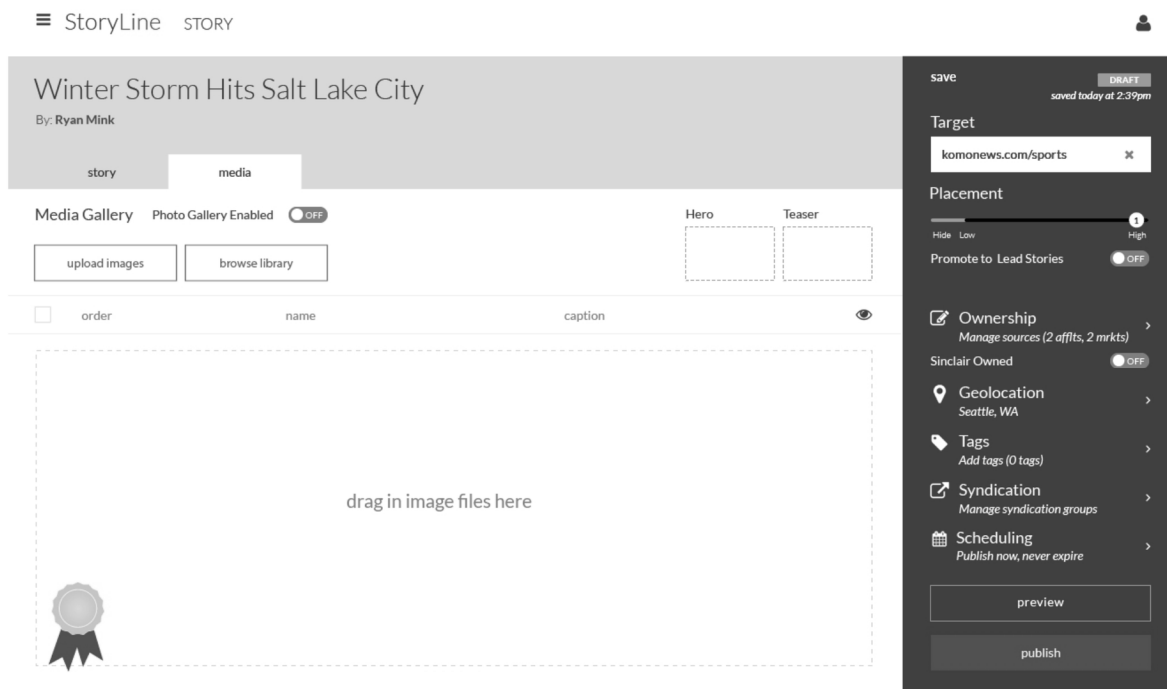 StoryLine STORY
Winter Storm Hits Salt Lake City
By: Ryan Mink
story media
Media Gallery Photo Gallery Enabled OFF
Hero Teaser
upload images browse library
order name caption
drag in image files here
save DRAFT
saved today at 2:39pm
Target
komonews.com/sports
Placement
1
Hide Low High
Promote to Lead Stories OFF
Ownership
Manage sources (2 afflts, 2 mrkts)
Sinclair Owned OFF
Geolocation
Seattle, WA
Tags
Add tags (0 tags)
Syndication
Manage syndication groups
Scheduling
Publish now, never expire
preview
publish